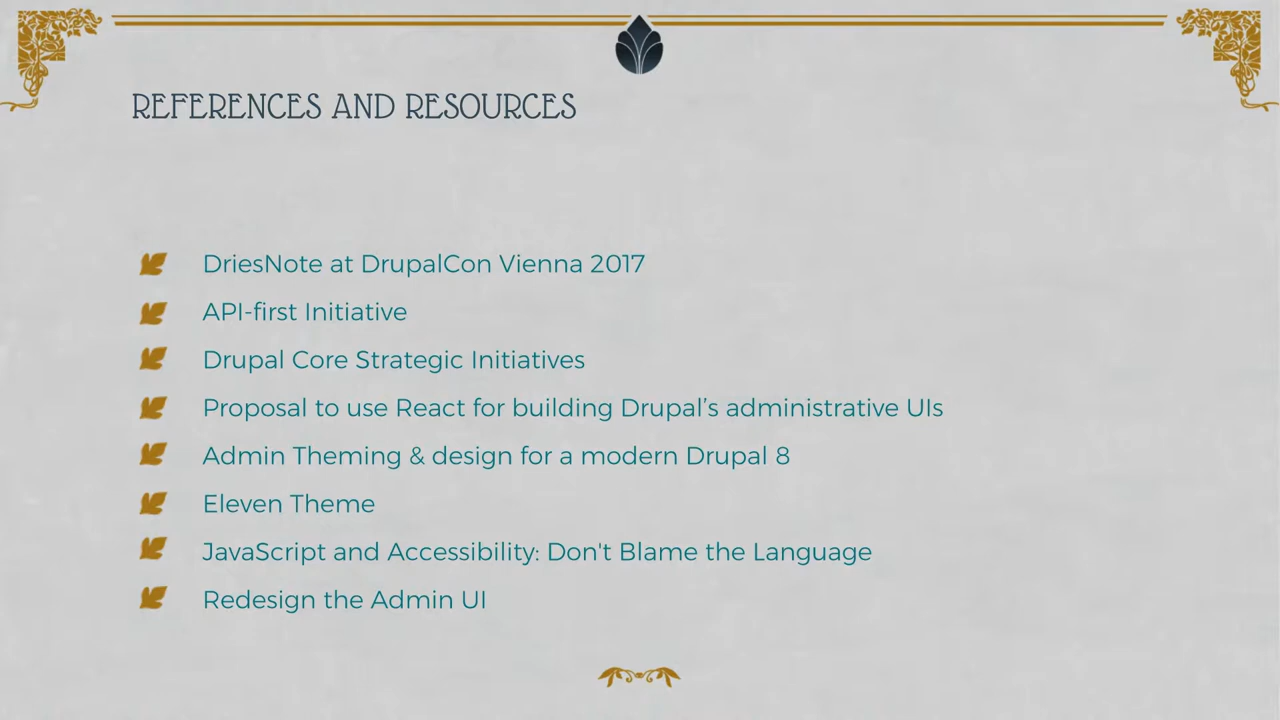 REFERENCES AND RESOURCES
DriesNote at DrupalCon Vienna 2017
API-first Initiative
Drupal Core Strategic Initiatives
Proposal to use React for building Drupal’s administrative UIs
Admin Theming & design for a modern Drupal 8
Eleven Theme
JavaScript and Accessibility: Don't Blame the Language
Redesign the Admin UI